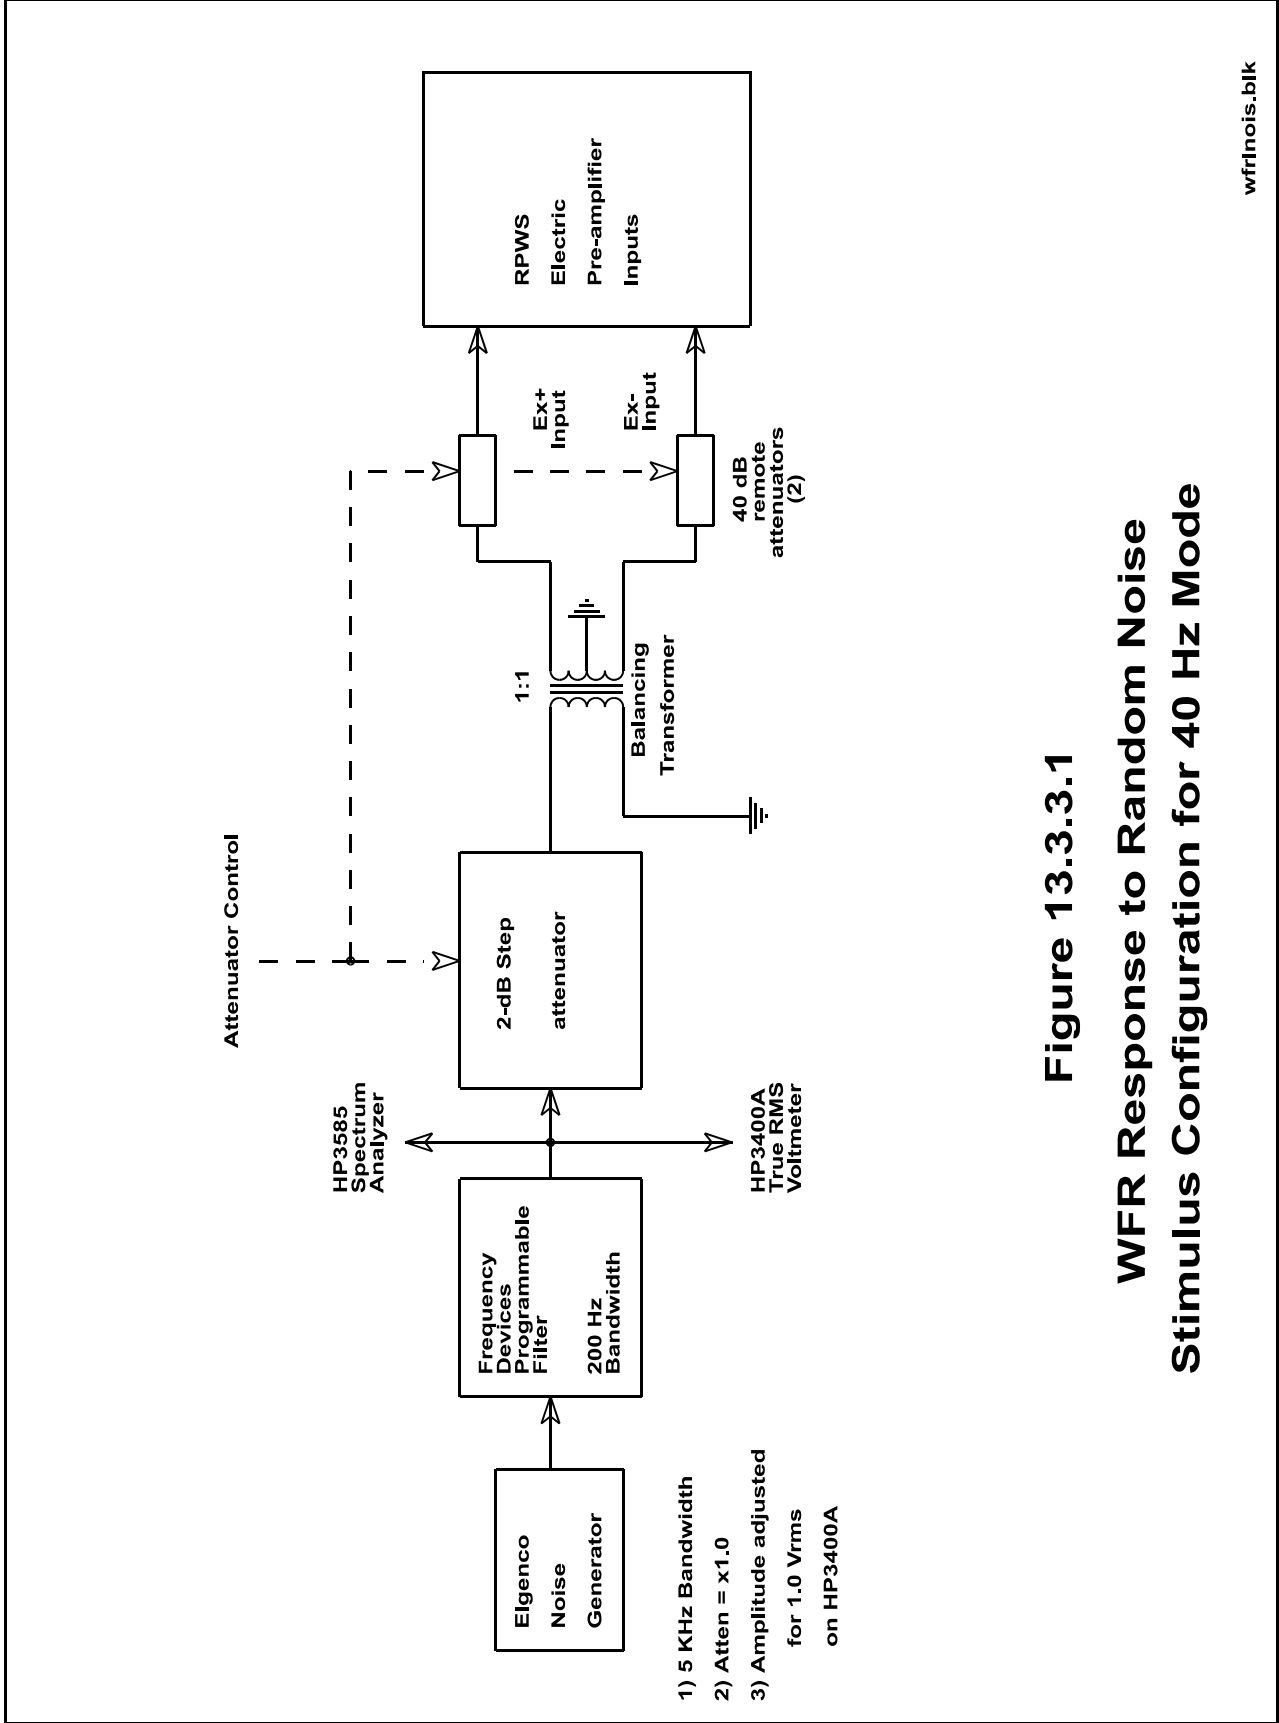 Attenuator Control
HP3585
Spectrum
Analyzer
1:1
Elgenco
Noise
Generator
Frequency
Devices
Programmable
Filter
200 Hz
Bandwidth
2-dB Step
attenuator
Balancing
Transformer
Ex+
Input
Ex-
Input
RPWS
Electric
Pre-amplifier
Inputs
40 dB
remote
attenuators
(2)
HP3400A
True RMS
Voltmeter
1) 5 KHz Bandwidth
2) Atten = x1.0
3) Amplitude adjusted
for 1.0 Vrms
on HP3400A
Figure 13.3.3.1
WFR Response to Random Noise
Stimulus Configuration for 40 Hz Mode
wfrlnois.blk